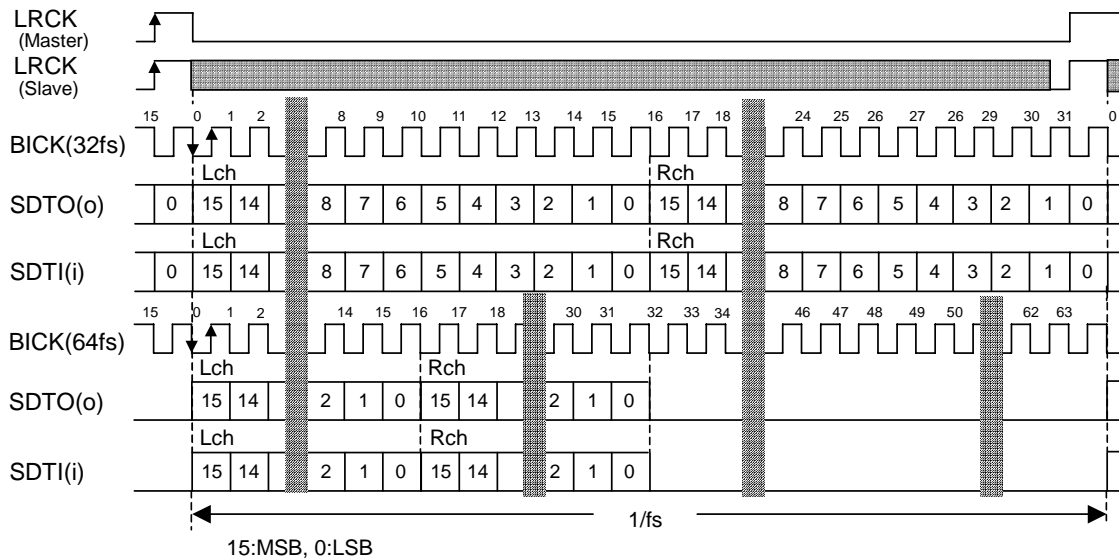 LRCK
(Master)
LRCK
(Slave)
15 0 1 2 8 9 10 11 12 13 14 15 16 17 18 24 25 26 27 28 29 30 31 0
BICK(32fs)
Lch Rch
SDTO(o) 0 15 14 8 7 6 5 4 3 2 1 0 15 14 8 7 6 5 4 3 2 1 0
Lch Rch
SDTI(i) 0 15 14 8 7 6 5 4 3 2 1 0 15 14 8 7 6 5 4 3 2 1 0
15 0 1 2 14 15 16 17 18 30 31 32 33 34 46 47 48 49 50 62 63
BICK(64fs)
Lch Rch
SDTO(o) 15 14 2 1 0 15 14 2 1 0
Lch Rch
SDTI(i) 15 14 2 1 0 15 14 2 1 0
1/fs
15:MSB, 0:LSB